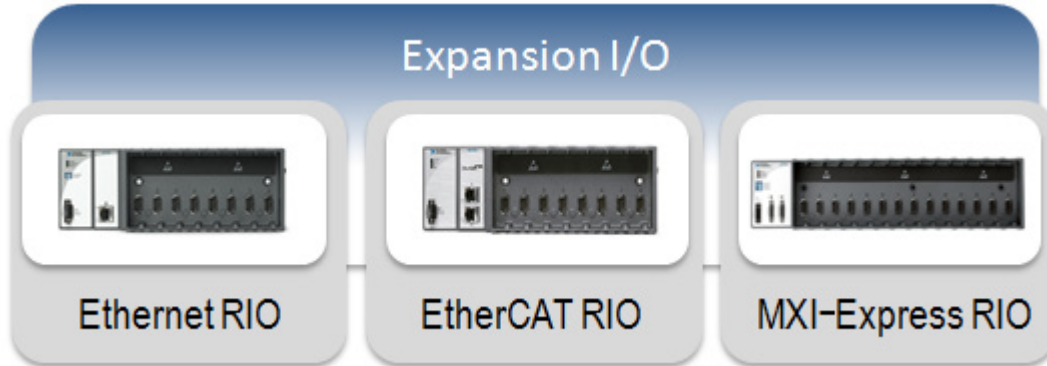 Expansion I/O
Ethernet RIO
EtherCAT RIO
MXI-Express RIO